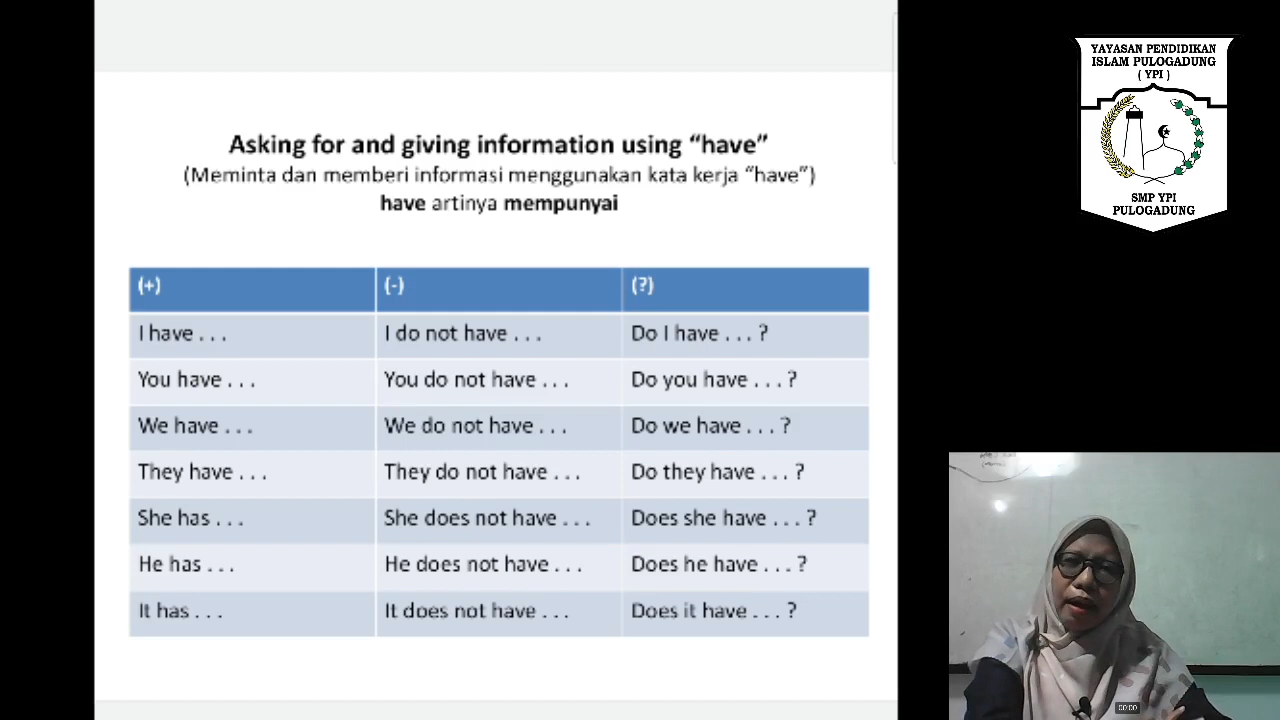 Asking for and giving information using “have”
(Meminta dan memberi informasi menggunakan kata kerja “have”)
have artinya mempunyai
(+) (-) (?)
I have . . . I do not have . . . Do I have . . . ?
You have . . . You do not have . . . Do you have . . . ?
We have . . . We do not have . . . Do we have . . . ?
They have . . . They do not have . . . Do they have . . . ?
She has . . . She does not have . . . Does she have . . . ?
He has . . . He does not have . . . Does he have . . . ?
It has . . . It does not have . . . Does it have . . . ?
YAYASAN PENDIDIKAN
ISLAM PULOGADUNG
( YPI )
SMP YPI
PULOGADUNG
00:00